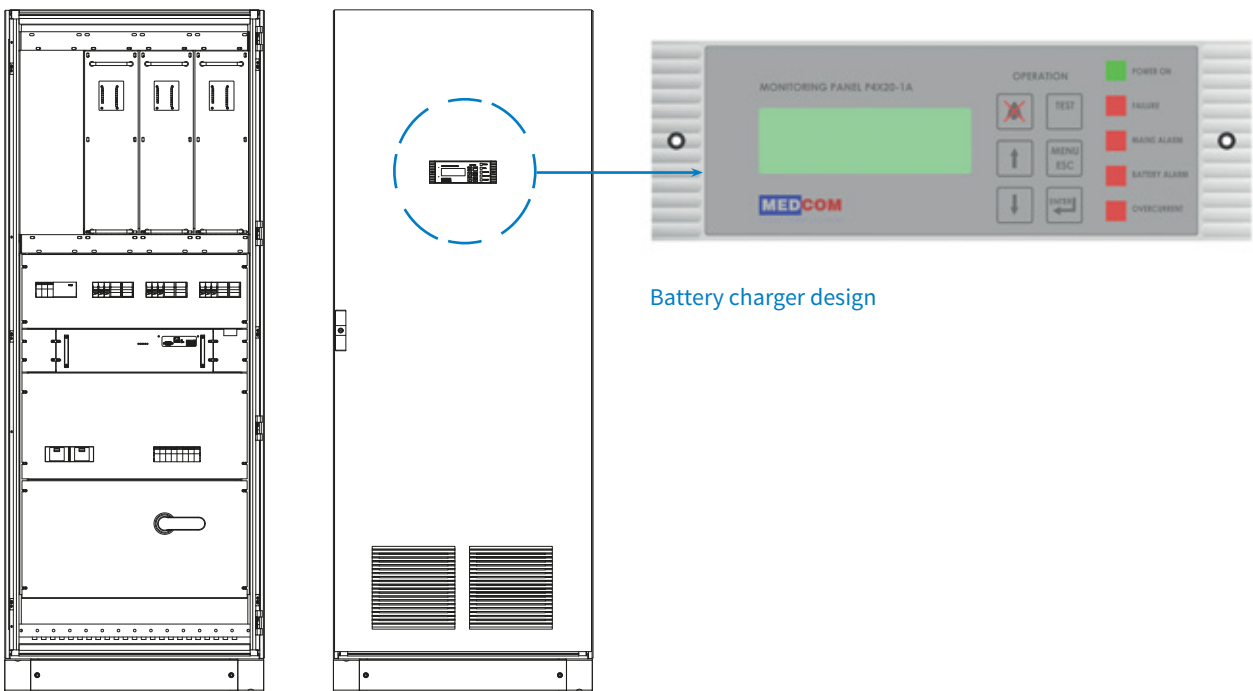 MONITORING PANEL P4X20-1A
OPERATION
TEST
MENU
ESC
ENTER
POWER ON
FAILURE
MAINS ALARM
BATTERY ALARM
OVERCURRENT
MEDCOM
Battery charger design